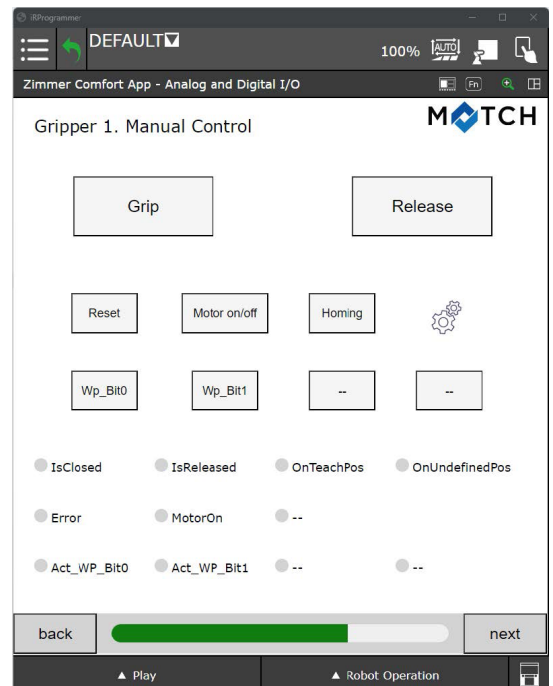 iRProgrammer
DEFAULT
100%
AUTO
Zimmer Comfort App - Analog and Digital I/O
Fn
Gripper 1. Manual Control
MATCH
Grip
Release
Reset
Motor on/off
Homing
Wp_Bit0
Wp_Bit1
--
--
IsClosed
IsReleased
OnTeachPos
OnUndefinedPos
Error
MotorOn
--
Act_WP_Bit0
Act_WP_Bit1
--
--
back
next
▲ Play
▲ Robot Operation